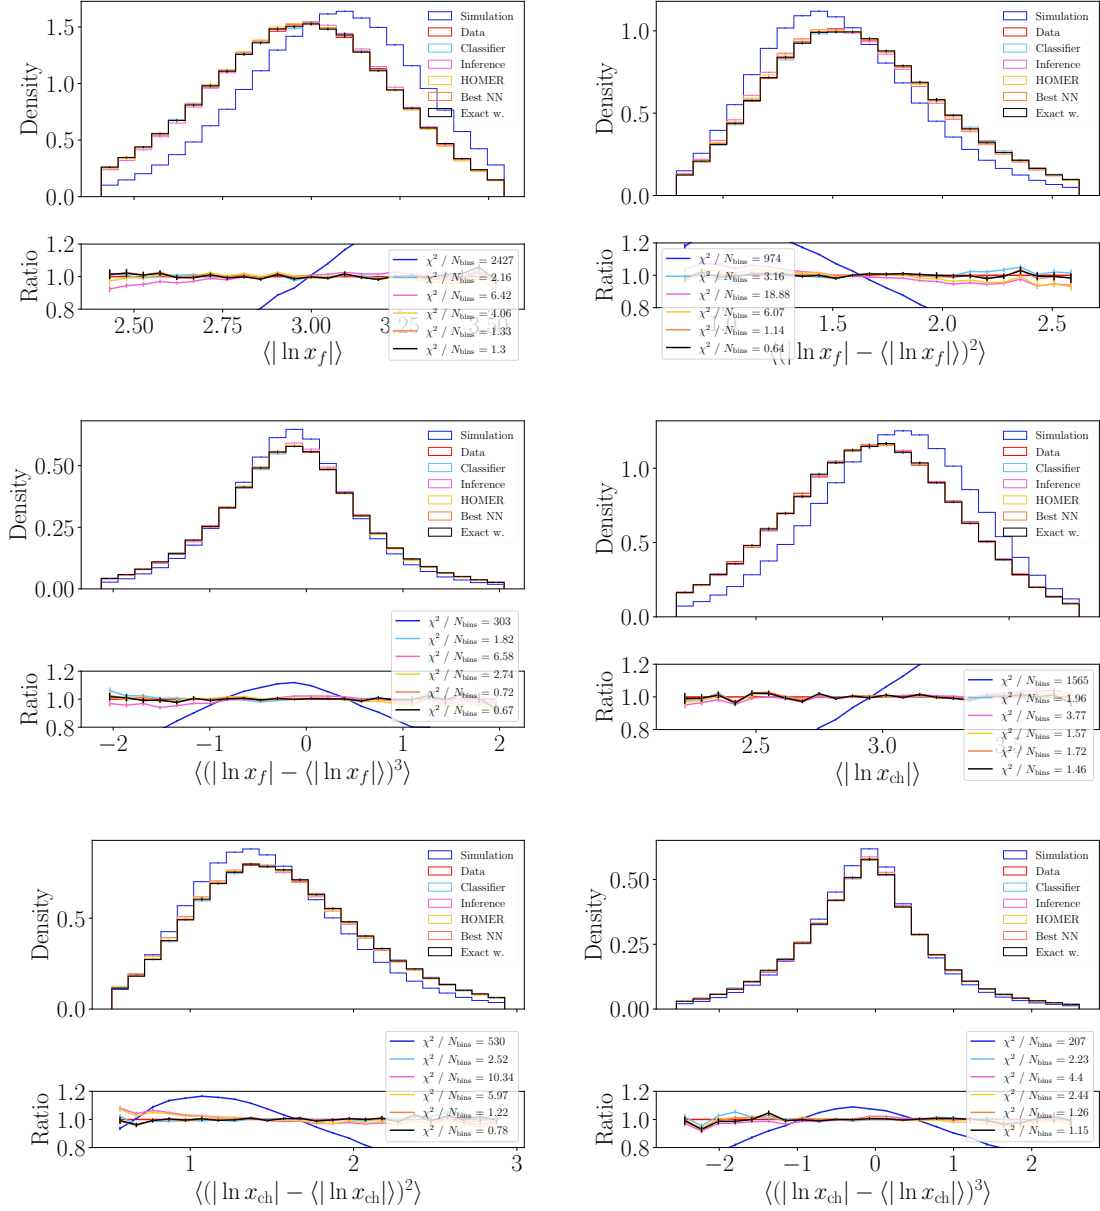 1.5
1.0
0.5
0.0
Density
Simulation
Data
Classifier
Inference
HOMER
Best NN
Exact w.
1.2
1.0
0.8
Ratio
χ² / N_bins = 2427
χ² / N_bins = 2.16
χ² / N_bins = 6.42
χ² / N_bins = 4.06
χ² / N_bins = 1.33
χ² / N_bins = 1.3
2.50 2.75 3.00 3.25 3.50
⟨| ln x_f|⟩
1.0
0.5
0.0
Density
Simulation
Data
Classifier
Inference
HOMER
Best NN
Exact w.
1.2
1.0
0.8
Ratio
χ² / N_bins = 974
χ² / N_bins = 3.16
χ² / N_bins = 18.88
χ² / N_bins = 6.07
χ² / N_bins = 1.14
χ² / N_bins = 0.64
1.0 1.5 2.0 2.5
⟨(| ln x_f| − ⟨| ln x_f|⟩)²⟩
0.50
0.25
0.00
Density
Simulation
Data
Classifier
Inference
HOMER
Best NN
Exact w.
1.2
1.0
0.8
Ratio
χ² / N_bins = 303
χ² / N_bins = 1.82
χ² / N_bins = 6.58
χ² / N_bins = 2.74
χ² / N_bins = 0.72
χ² / N_bins = 0.67
−2 −1 0 1 2
⟨(| ln x_f| − ⟨| ln x_f|⟩)³⟩
1.0
0.5
0.0
Density
Simulation
Data
Classifier
Inference
HOMER
Best NN
Exact w.
1.2
1.0
0.8
Ratio
χ² / N_bins = 1565
χ² / N_bins = 1.96
χ² / N_bins = 3.77
χ² / N_bins = 1.57
χ² / N_bins = 1.72
χ² / N_bins = 1.46
2.5 3.0 3.5
⟨| ln x_ch|⟩
0.5
0.0
Density
Simulation
Data
Classifier
Inference
HOMER
Best NN
Exact w.
1.2
1.0
0.8
Ratio
χ² / N_bins = 530
χ² / N_bins = 2.52
χ² / N_bins = 10.34
χ² / N_bins = 5.97
χ² / N_bins = 1.22
χ² / N_bins = 0.78
1 2 3
⟨(| ln x_ch| − ⟨| ln x_ch|⟩)²⟩
0.50
0.25
0.00
Density
Simulation
Data
Classifier
Inference
HOMER
Best NN
Exact w.
1.2
1.0
0.8
Ratio
χ² / N_bins = 207
χ² / N_bins = 2.23
χ² / N_bins = 4.4
χ² / N_bins = 2.44
χ² / N_bins = 1.26
χ² / N_bins = 1.15
−2 −1 0 1 2
⟨(| ln x_ch| − ⟨| ln x_ch|⟩)³⟩